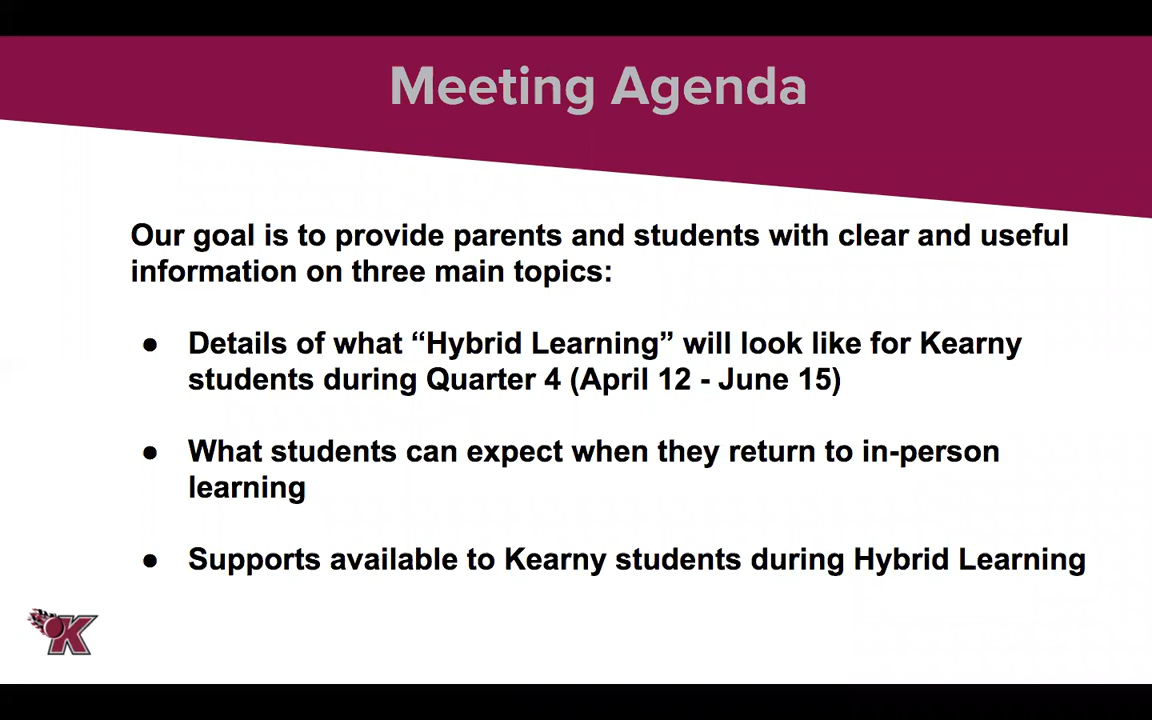 Meeting Agenda
Our goal is to provide parents and students with clear and useful
information on three main topics:
● Details of what “Hybrid Learning” will look like for Kearny
students during Quarter 4 (April 12 - June 15)
● What students can expect when they return to in-person
learning
● Supports available to Kearny students during Hybrid Learning
K